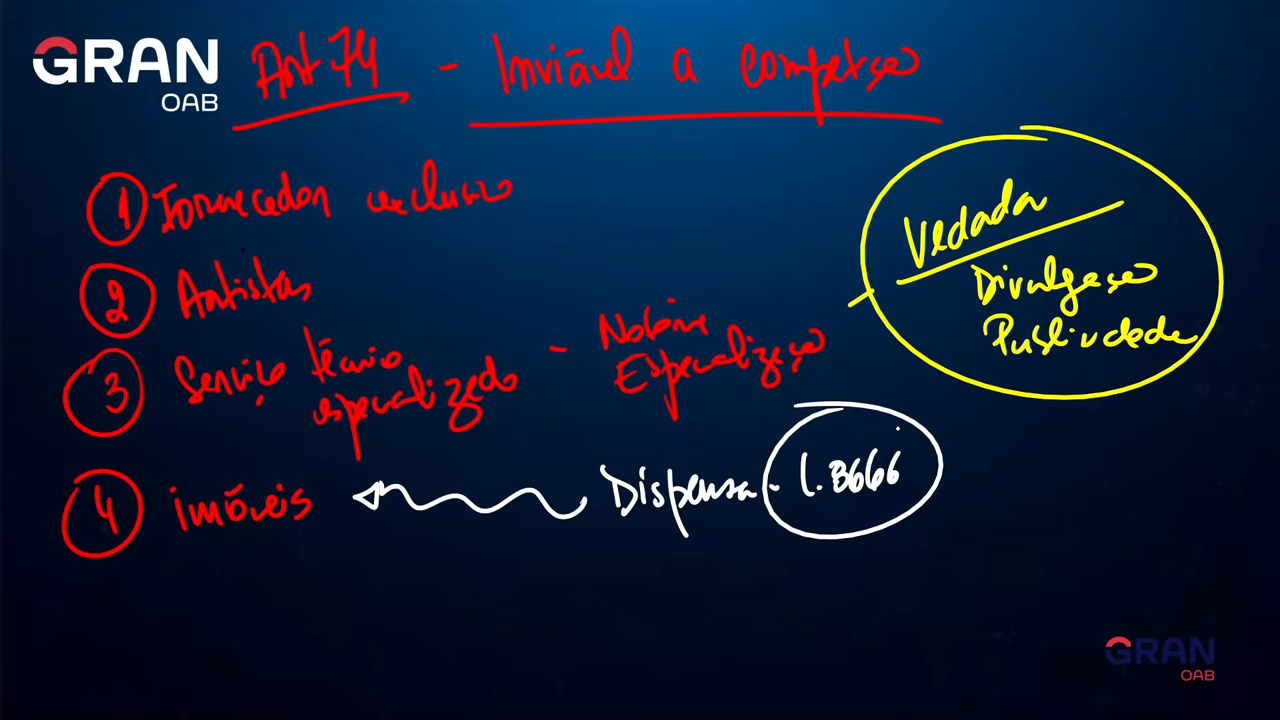 GRAN
OAB
Art 74 - Inviável a competição
1 Fornecedor exclusivo
2 Artistas
3 Serviço técnico especializado - Notória Especialização
Vedada
Divulgação
Publicidade
4 imóveis
Dispensa - L. 8666
GRAN
OAB